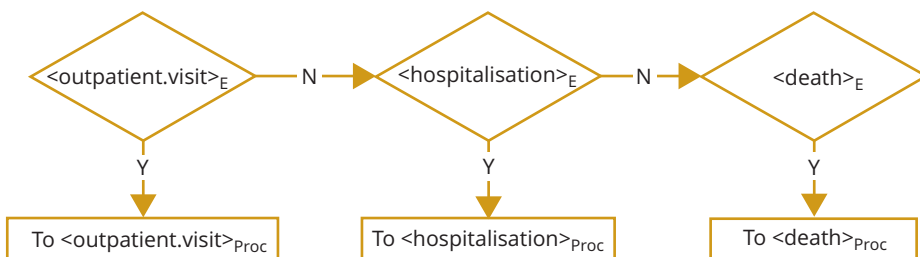 <outpatient.visit>E
N
<hospitalisation>E
N
<death>E
Y
Y
Y
To <outpatient.visit>Proc
To <hospitalisation>Proc
To <death>Proc